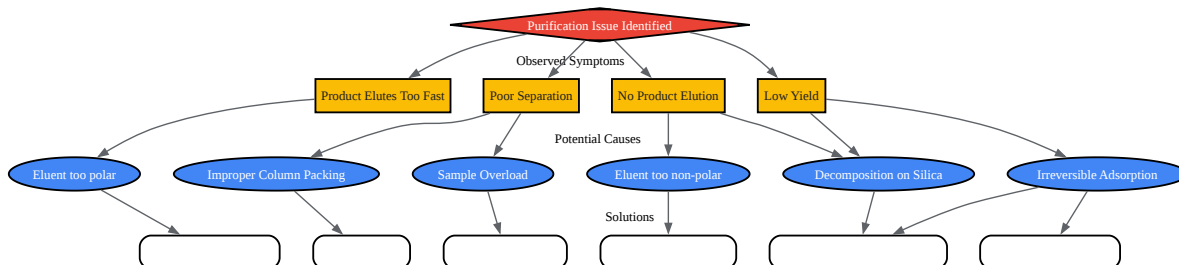 Purification Issue Identified
Observed Symptoms
Product Elutes Too Fast
Poor Separation
No Product Elution
Low Yield
Potential Causes
Eluent too polar
Improper Column Packing
Sample Overload
Eluent too non-polar
Decomposition on Silica
Irreversible Adsorption
Solutions